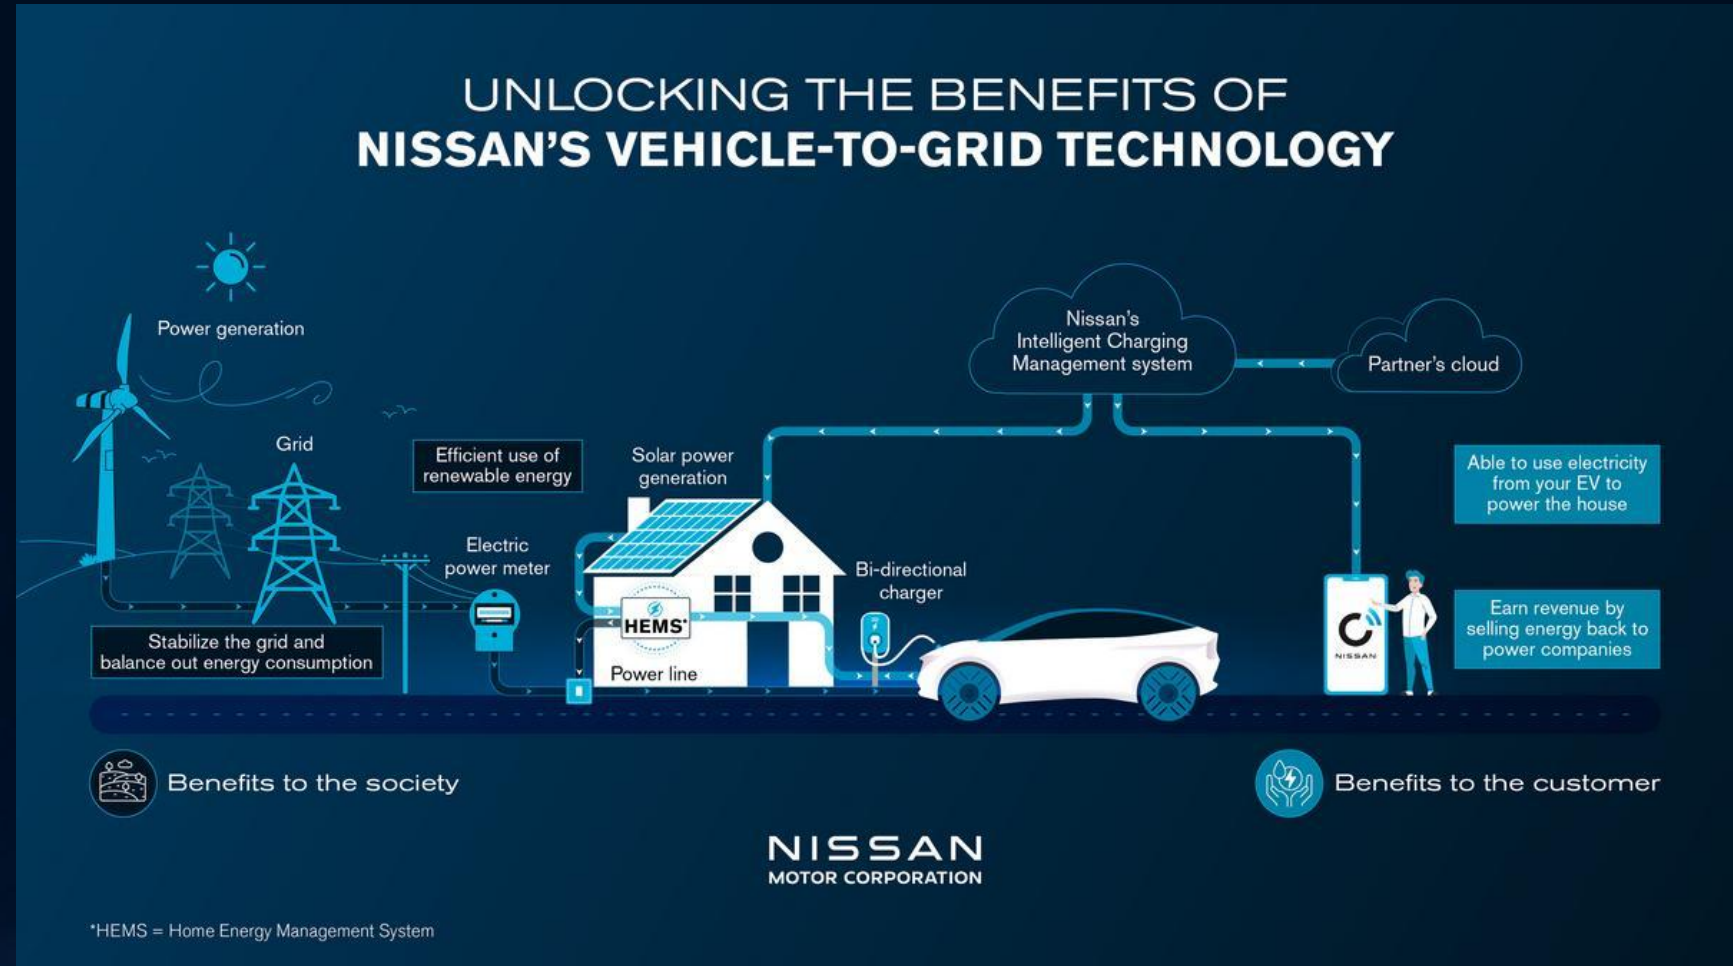 UNLOCKING THE BENEFITS OF
NISSAN'S VEHICLE-TO-GRID TECHNOLOGY
Power generation
Grid
Efficient use of
renewable energy
Solar power
generation
Electric
power meter
Stabilize the grid and
balance out energy consumption
HEMS*
Power line
Bi-directional
charger
Nissan's
Intelligent Charging
Management system
Partner's cloud
NISSAN
Able to use electricity
from your EV to
power the house
Earn revenue by
selling energy back to
power companies
Benefits to the society
Benefits to the customer
NISSAN
MOTOR CORPORATION
*HEMS = Home Energy Management System